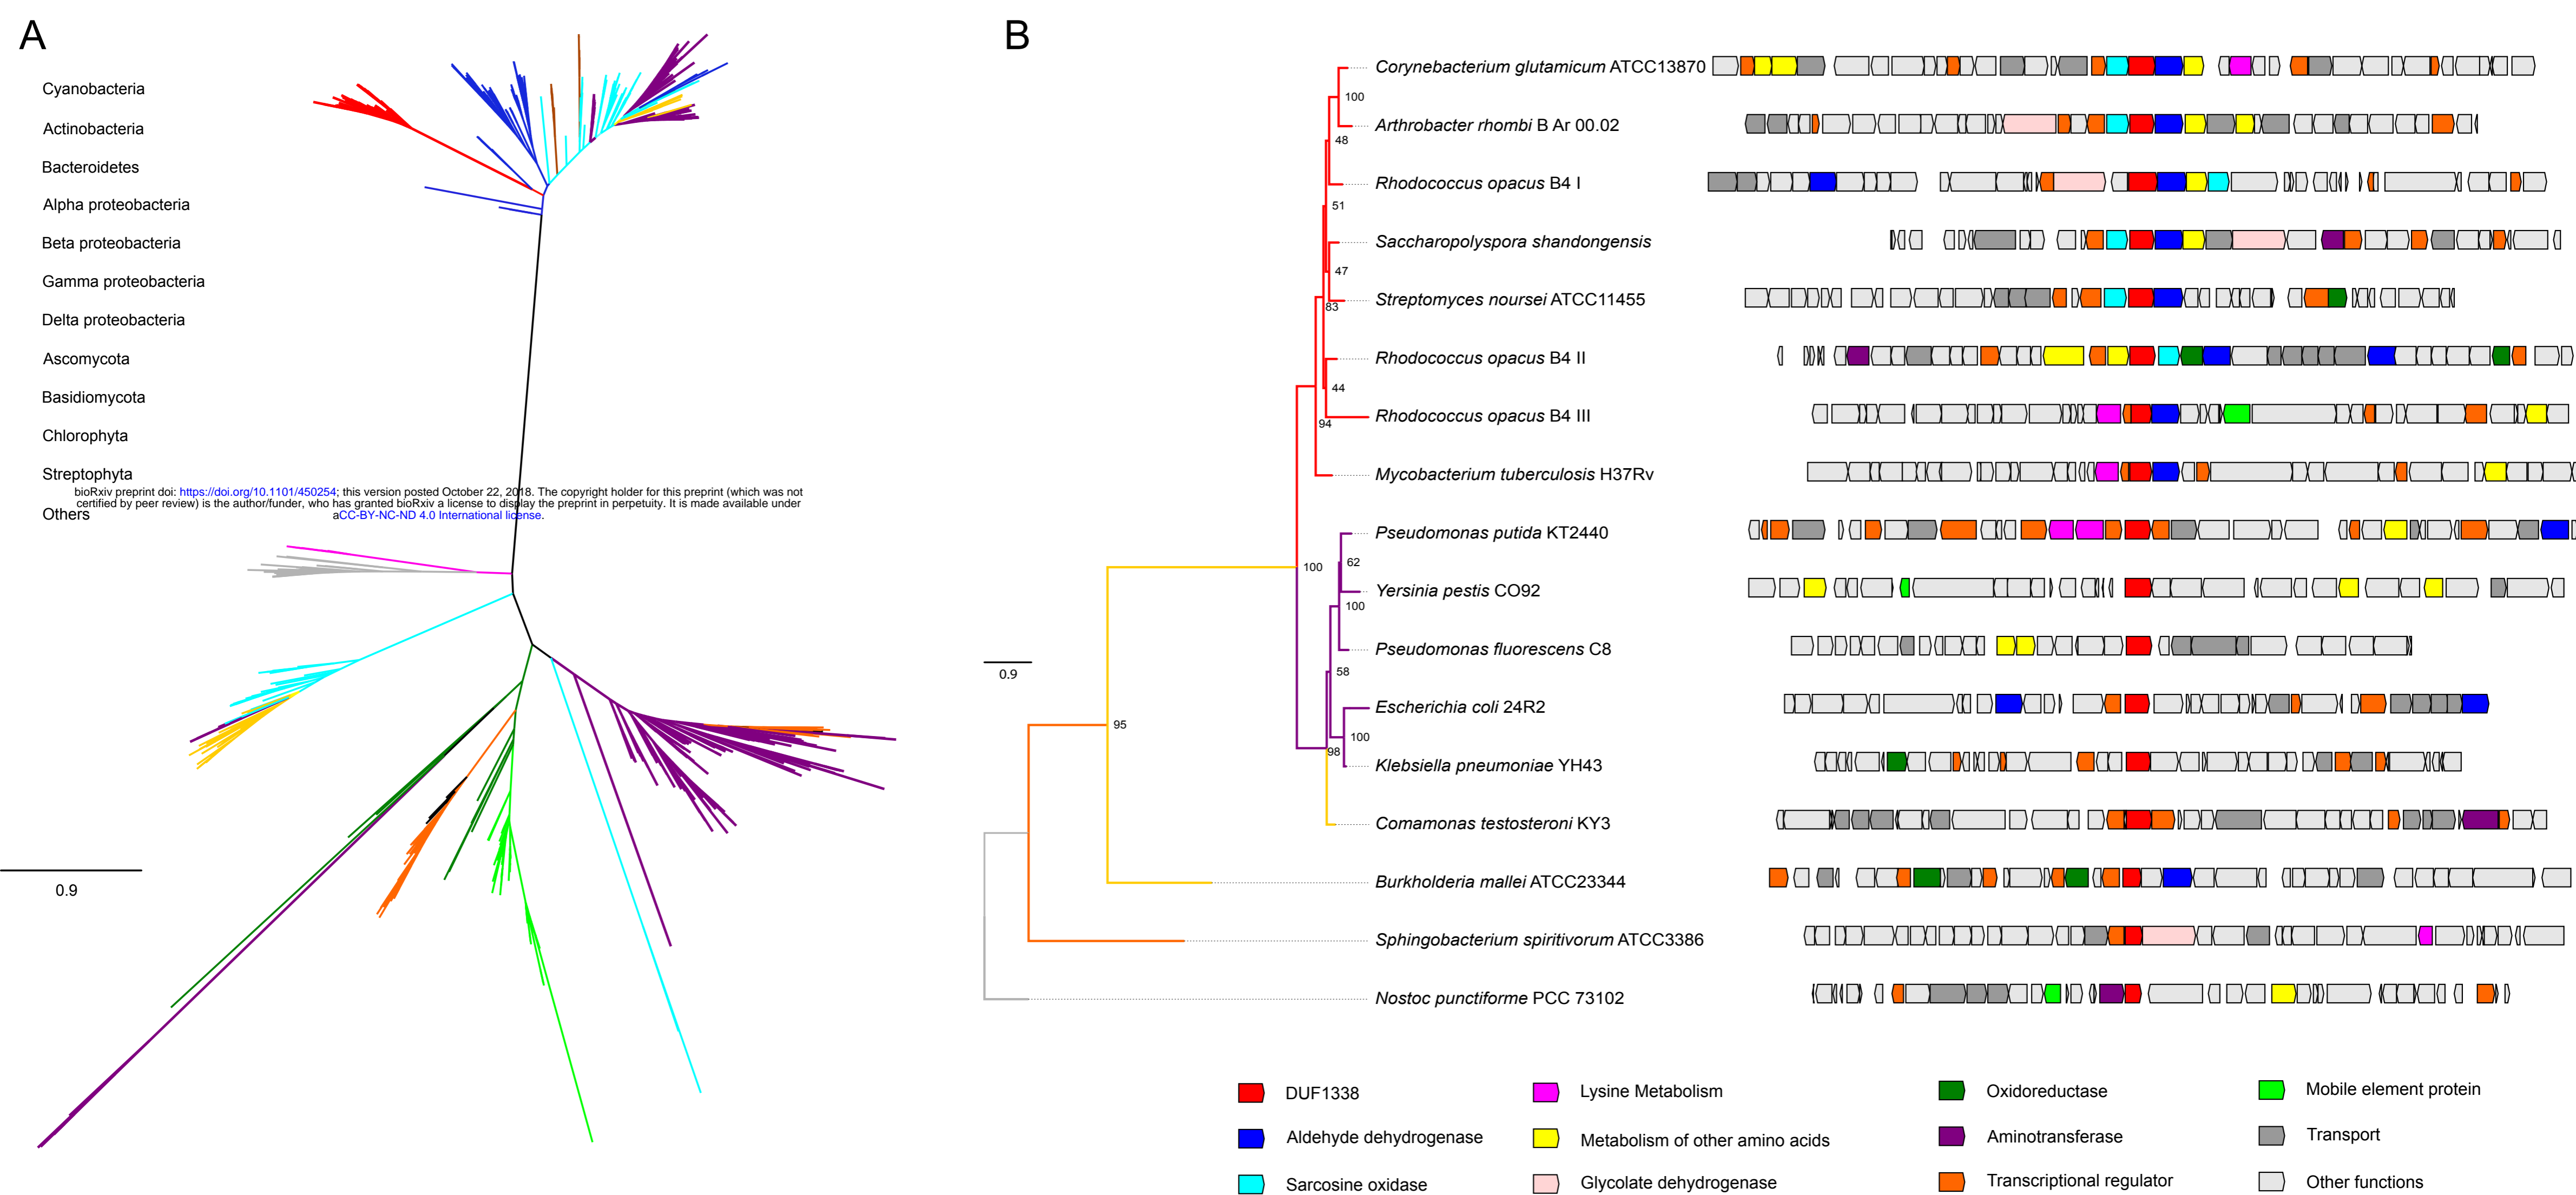 A
Cyanobacteria
Actinobacteria
Bacteroidetes
Alpha proteobacteria
Beta proteobacteria
Gamma proteobacteria
Delta proteobacteria
Ascomycota
Basidiomycota
Chlorophyta
Streptophyta
bioRxiv preprint doi: https://doi.org/10.1101/450254; this version posted October 22, 2018. The copyright holder for this preprint (which was not
certified by peer review) is the author/funder, who has granted bioRxiv a license to display the preprint in perpetuity. It is made available under
aCC-BY-NC-ND 4.0 International license.
Others
0.9
B
Corynebacterium glutamicum ATCC13870
100
Arthrobacter rhombi B Ar 00.02
48
Rhodococcus opacus B4 I
51
Saccharopolyspora shandongensis
47
Streptomyces noursei ATCC11455
83
Rhodococcus opacus B4 II
44
Rhodococcus opacus B4 III
94
Mycobacterium tuberculosis H37Rv
Pseudomonas putida KT2440
62
100
Yersinia pestis CO92
100
Pseudomonas fluorescens C8
58
0.9
Escherichia coli 24R2
95
100
98
Klebsiella pneumoniae YH43
Comamonas testosteroni KY3
Burkholderia mallei ATCC23344
Sphingobacterium spiritivorum ATCC3386
Nostoc punctiforme PCC 73102
DUF1338
Lysine Metabolism
Oxidoreductase
Mobile element protein
Aldehyde dehydrogenase
Metabolism of other amino acids
Aminotransferase
Transport
Sarcosine oxidase
Glycolate dehydrogenase
Transcriptional regulator
Other functions